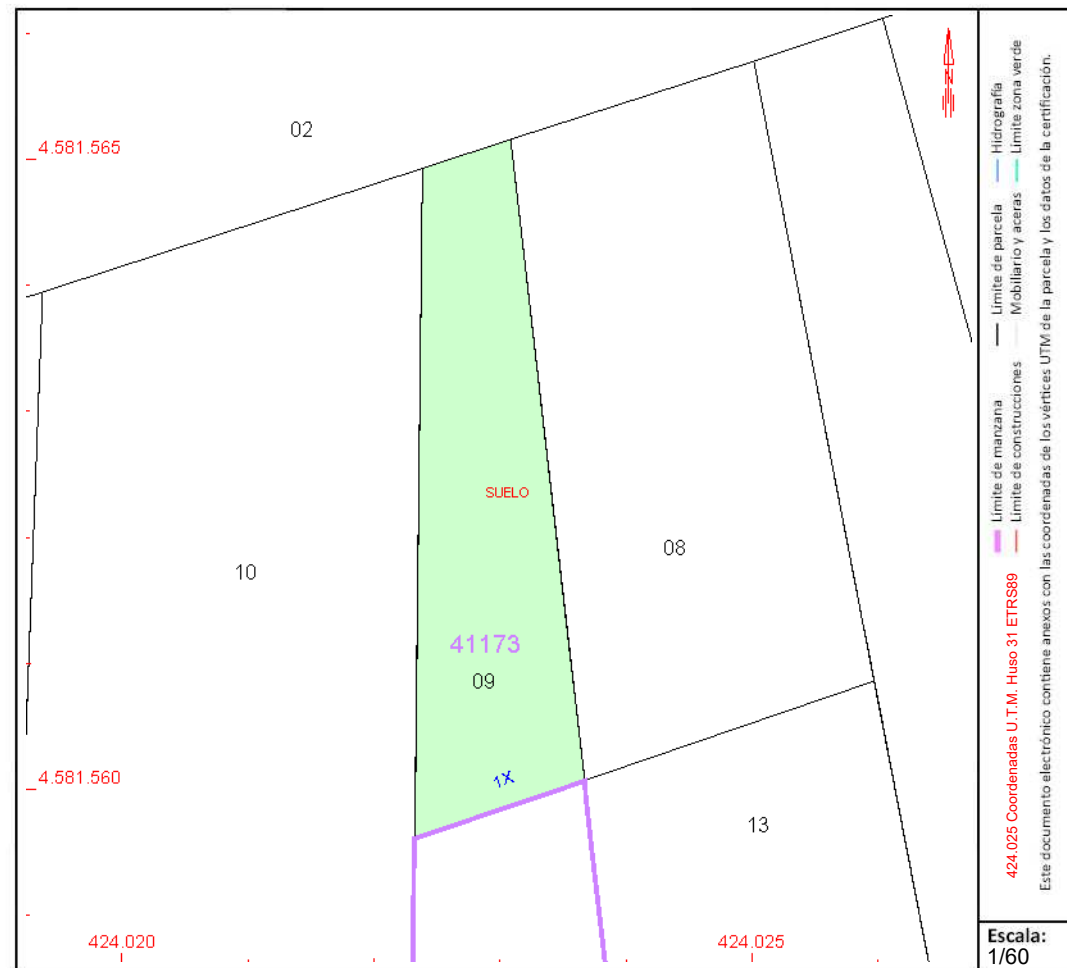 02
4.581.565
SUELO
08
10
41173
09
1X
4.581.560
13
424.020
424.025
N
424.025 Coordenadas U.T.M. Huso 31 ETRS89
Límite de manzana
Límite de parcela
Hidrografía
Límite de construcciones
Mobiliario y aceras
Límite zona verde
Este documento electrónico contiene anexos con las coordenadas de los vértices UTM de la parcela y los datos de la certificación.
Escala:
1/60